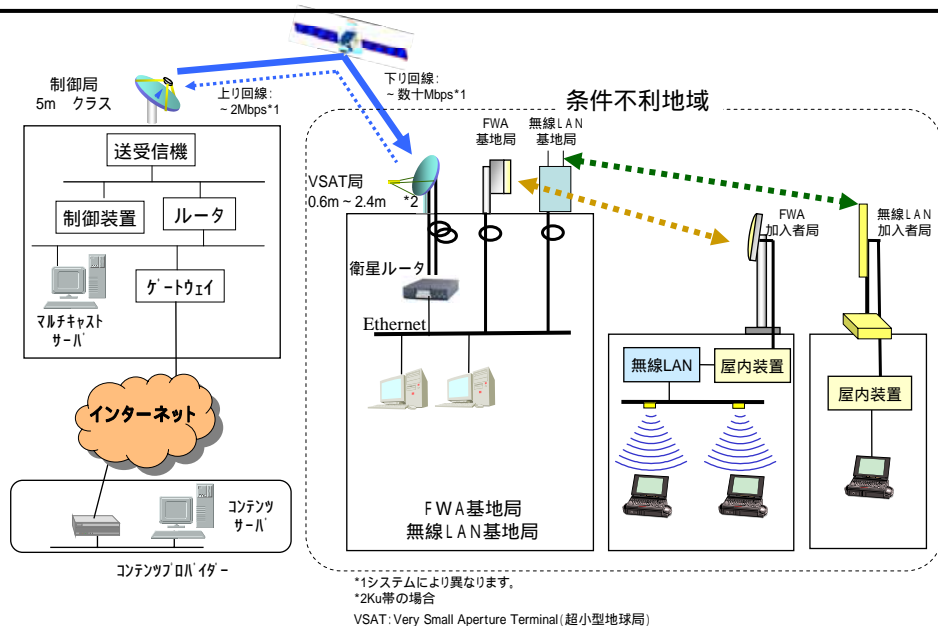 制御局
5m クラス
上り回線:
~2Mbps*1
下り回線:
~数十Mbps*1
条件不利地域
送受信機
制御装置
ルータ
ゲートウェイ
マルチキャスト
サーバ
インターネット
コンテンツ
サーバ
コンテンツプロバイダー
VSAT局
0.6m~2.4m *2
FWA
基地局
無線LAN
基地局
衛星ルータ
Ethernet
FWA基地局
無線LAN基地局
FWA
加入者局
無線LAN
加入者局
無線LAN
屋内装置
屋内装置
*1システムにより異なります。
*2Ku帯の場合
VSAT:Very Small Aperture Terminal(超小型地球局)